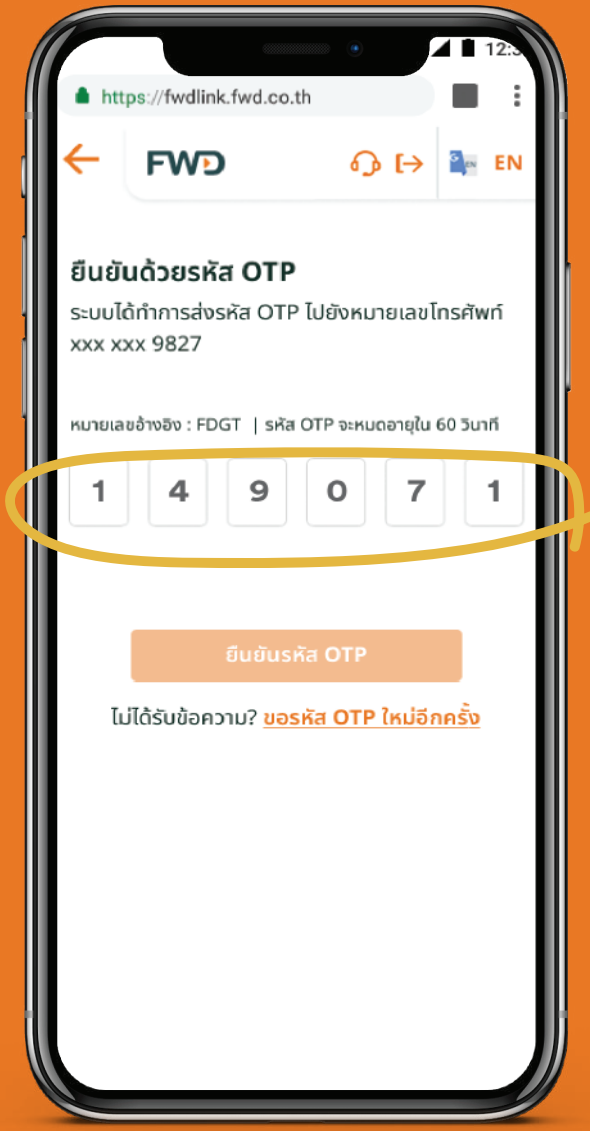 12:3
https://fwdlink.fwd.co.th
FWD
G EN EN
ยืนยันด้วยรหัส OTP
ระบบได้ทำการส่งรหัส OTP ไปยังหมายเลขโทรศัพท์
xxx xxx 9827
หมายเลขอ้างอิง : FDGT | รหัส OTP จะหมดอายุใน 60 วินาที
1 4 9 0 7 1
ยืนยันรหัส OTP
ไม่ได้รับข้อความ? ขอรหัส OTP ใหม่อีกครั้ง